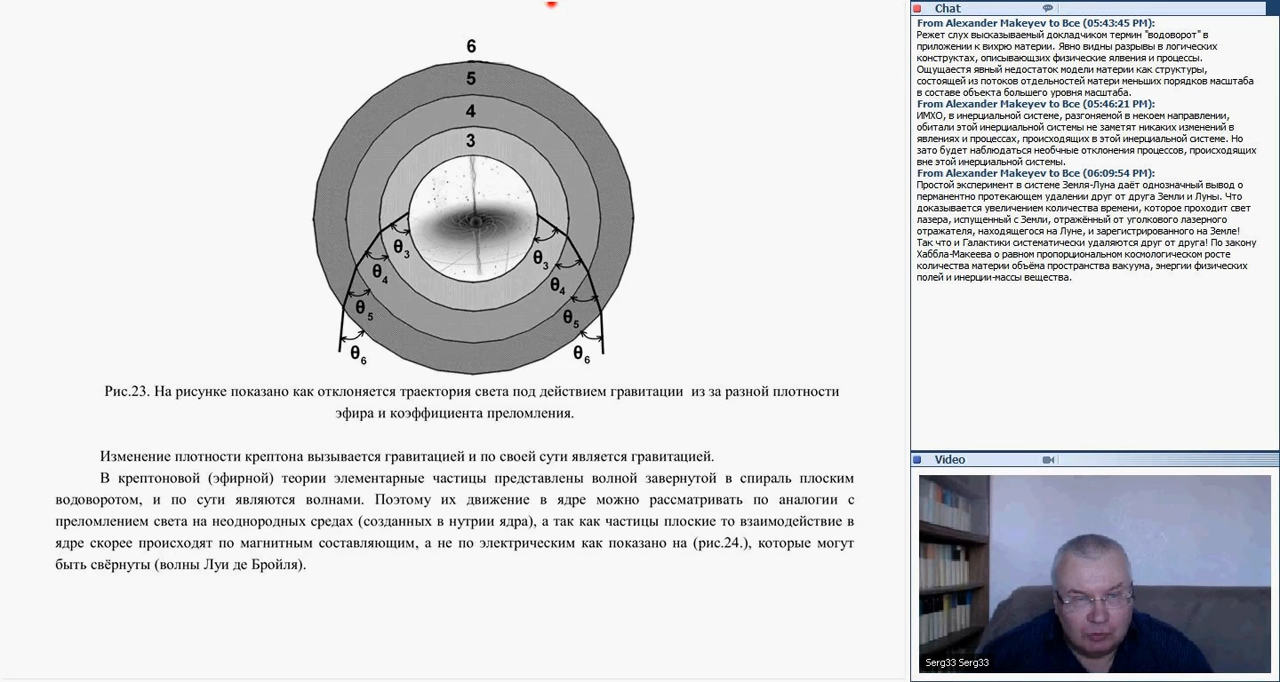 6
5
4
3
θ3
θ3
θ4
θ4
θ5
θ5
θ6
θ6
Рис.23. На рисунке показано как отклоняется траектория света под действием гравитации из за разной плотности
эфира и коэффициента преломления.
Изменение плотности крептона вызывается гравитацией и по своей сути является гравитацией.
В крептоновой (эфирной) теории элементарные частицы представлены волной завернутой в спираль плоским
водоворотом, и по сути являются волнами. Поэтому их движение в ядре можно рассматривать по аналогии с
преломлением света на неоднородных средах (созданных в нутрии ядра), а так как частицы плоские то взаимодействие в
ядре скорее происходят по магнитным составляющим, а не по электрическим как показано на (рис.24.), которые могут
быть свёрнуты (волны Луи де Бройля).
Chat
From Alexander Makeyev to Все (05:43:45 PM):
Режет слух высказываемый докладчиком термин "водоворот" в
приложении к вихрю материи. Явно видны разрывы в логических
конструктах, описывающзих физические ялвения и процессы.
Ощущаестя явный недостаток модели материи как структуры,
состоящей из потоков отдельностей матери меньших порядков масштаба
в составе объекта большего уровня масштаба.
From Alexander Makeyev to Все (05:46:21 PM):
ИМХО, в инерциальной системе, разгоняемой в некоем направлении,
обитали этой инерциальной системы не заметят никаких изменений в
явлениях и процессах, происходящих в этой инерциальной системе. Но
зато будет наблюдаться необчные отклонения процессов, происходящих
вне этой инерциальной системы.
From Alexander Makeyev to Все (06:09:54 PM):
Простой эксперимент в системе Земля-Луна даёт однозначный вывод о
перманентно протекающем удалении друг от друга Земли и Луны. Что
доказывается увеличением количества времени, которое проходит свет
лазера, испущенный с Земли, отражённый от уголкового лазерного
отражателя, находящегося на Луне, и зарегистрированного на Земле!
Так что и Галактики систематически удаляются друг от друга! По закону
Хаббла-Макеева о равном пропорциональном космологическом росте
количества материи объёма пространства вакуума, энергии физических
полей и инерции-массы вещества.
Video
Serg33 Serg33